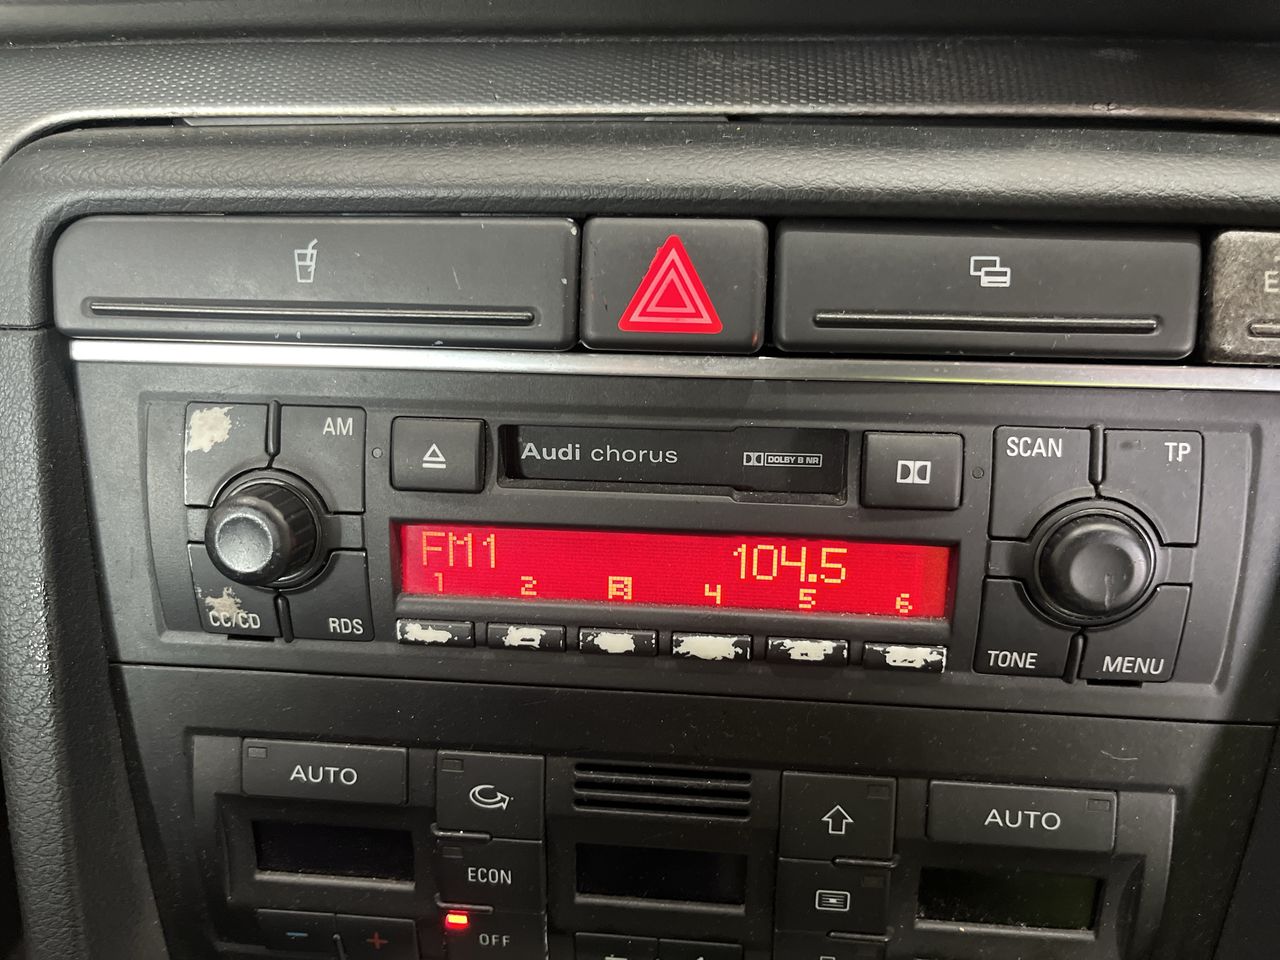 E
AM
Audi chorus
DOLBY B NR
SCAN
TP
FM1
104.5
1 2 3 4 5 6
CC/CD
RDS
TONE
MENU
AUTO
ECON
OFF
AUTO